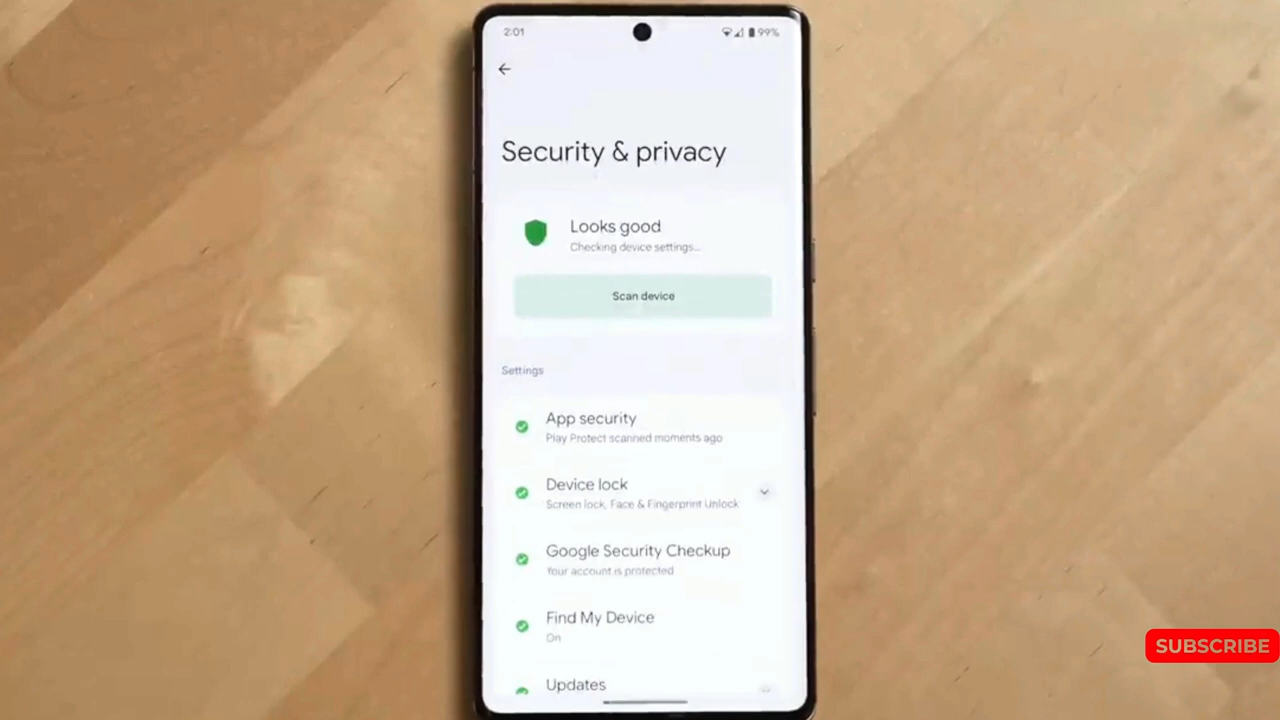 2:01
99%
Security & privacy
Looks good
Checking device settings...
Scan device
Settings
App security
Play Protect scanned moments ago
Device lock
Screen lock, Face & Fingerprint Unlock
Google Security Checkup
Your account is protected
Find My Device
On
Updates
SUBSCRIBE